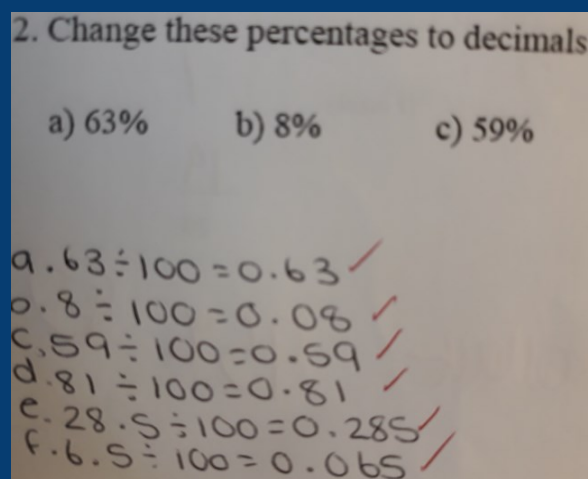 2. Change these percentages to decimals
a) 63% b) 8% c) 59%
a. 63 ÷ 100 = 0.63
b. 8 ÷ 100 = 0.08
c. 59 ÷ 100 = 0.59
d. 81 ÷ 100 = 0.81
e. 28.5 ÷ 100 = 0.285
f. 6.5 ÷ 100 = 0.065